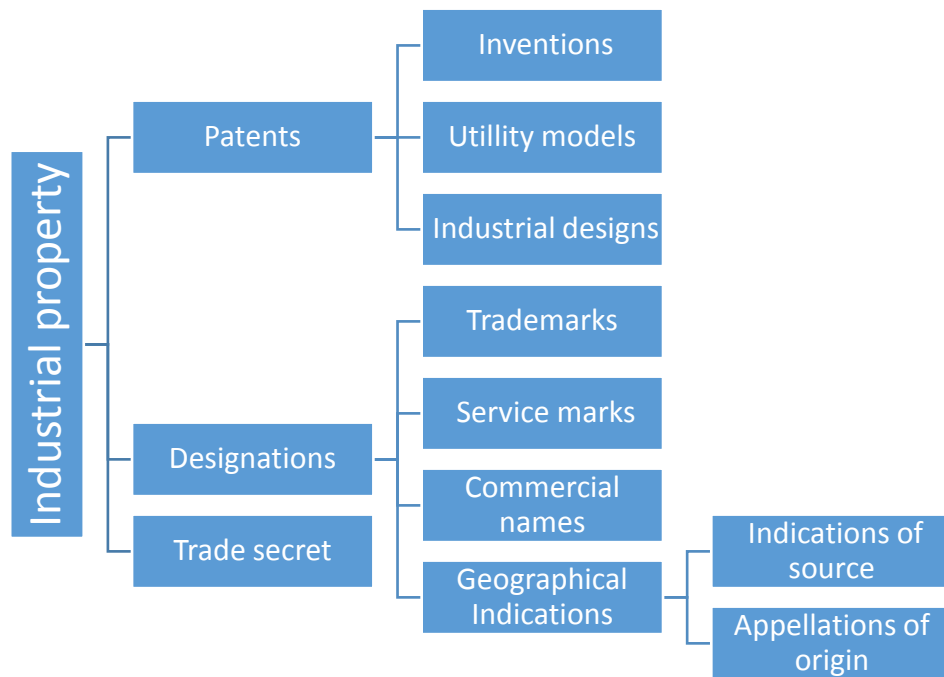 Industrial property
Patents
Inventions
Utillity models
Industrial designs
Designations
Trademarks
Service marks
Commercial
names
Geographical
Indications
Indications of
source
Appellations of
origin
Trade secret